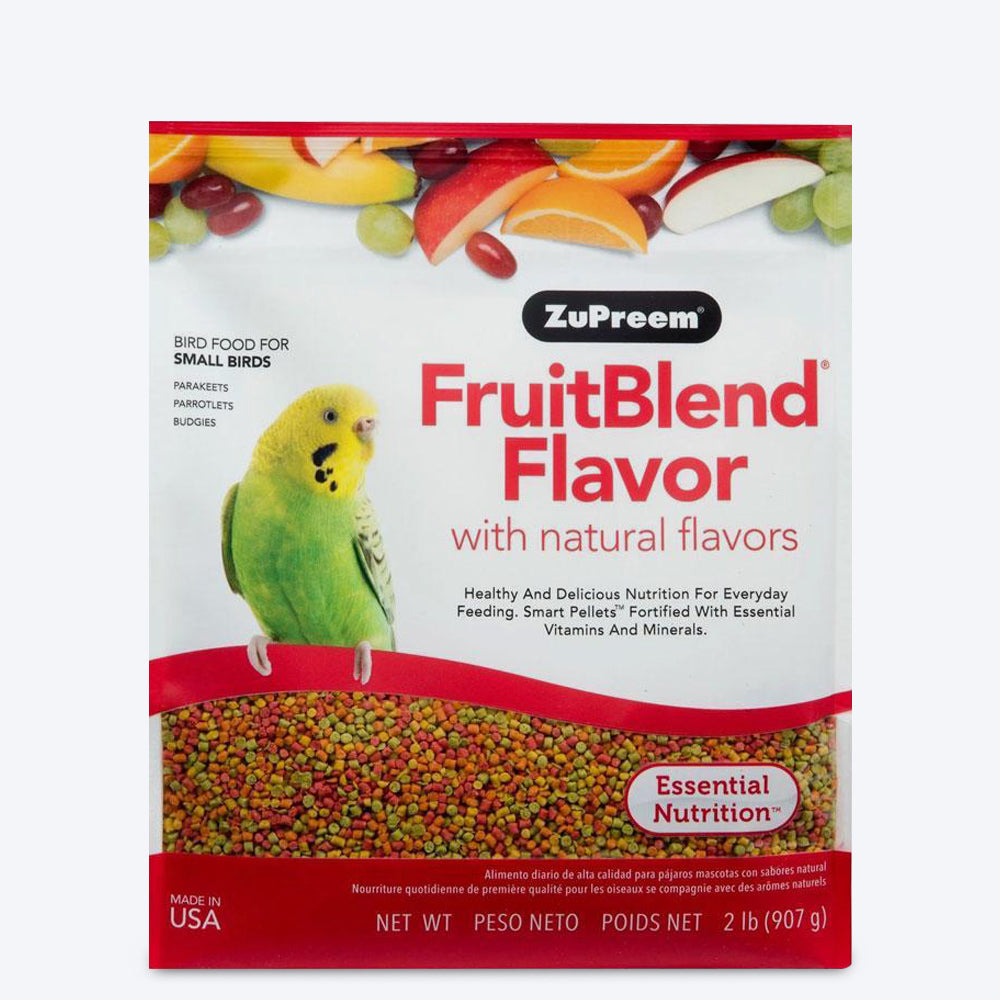 ZuPreem®
BIRD FOOD FOR
SMALL BIRDS
PARAKEETS
PARROTLETS
BUDGIES
FruitBlend®
Flavor
with natural flavors
Healthy And Delicious Nutrition For Everyday
Feeding. Smart Pellets™ Fortified With Essential
Vitamins And Minerals.
Essential
Nutrition™
Alimento diario de alta calidad para pájaros mascotas con sabores natural
Nourriture quotidienne de première qualité pour les oiseaux se compagnie avec des arômes naturels
MADE IN
USA
NET WT PESO NETO POIDS NET 2 lb (907 g)